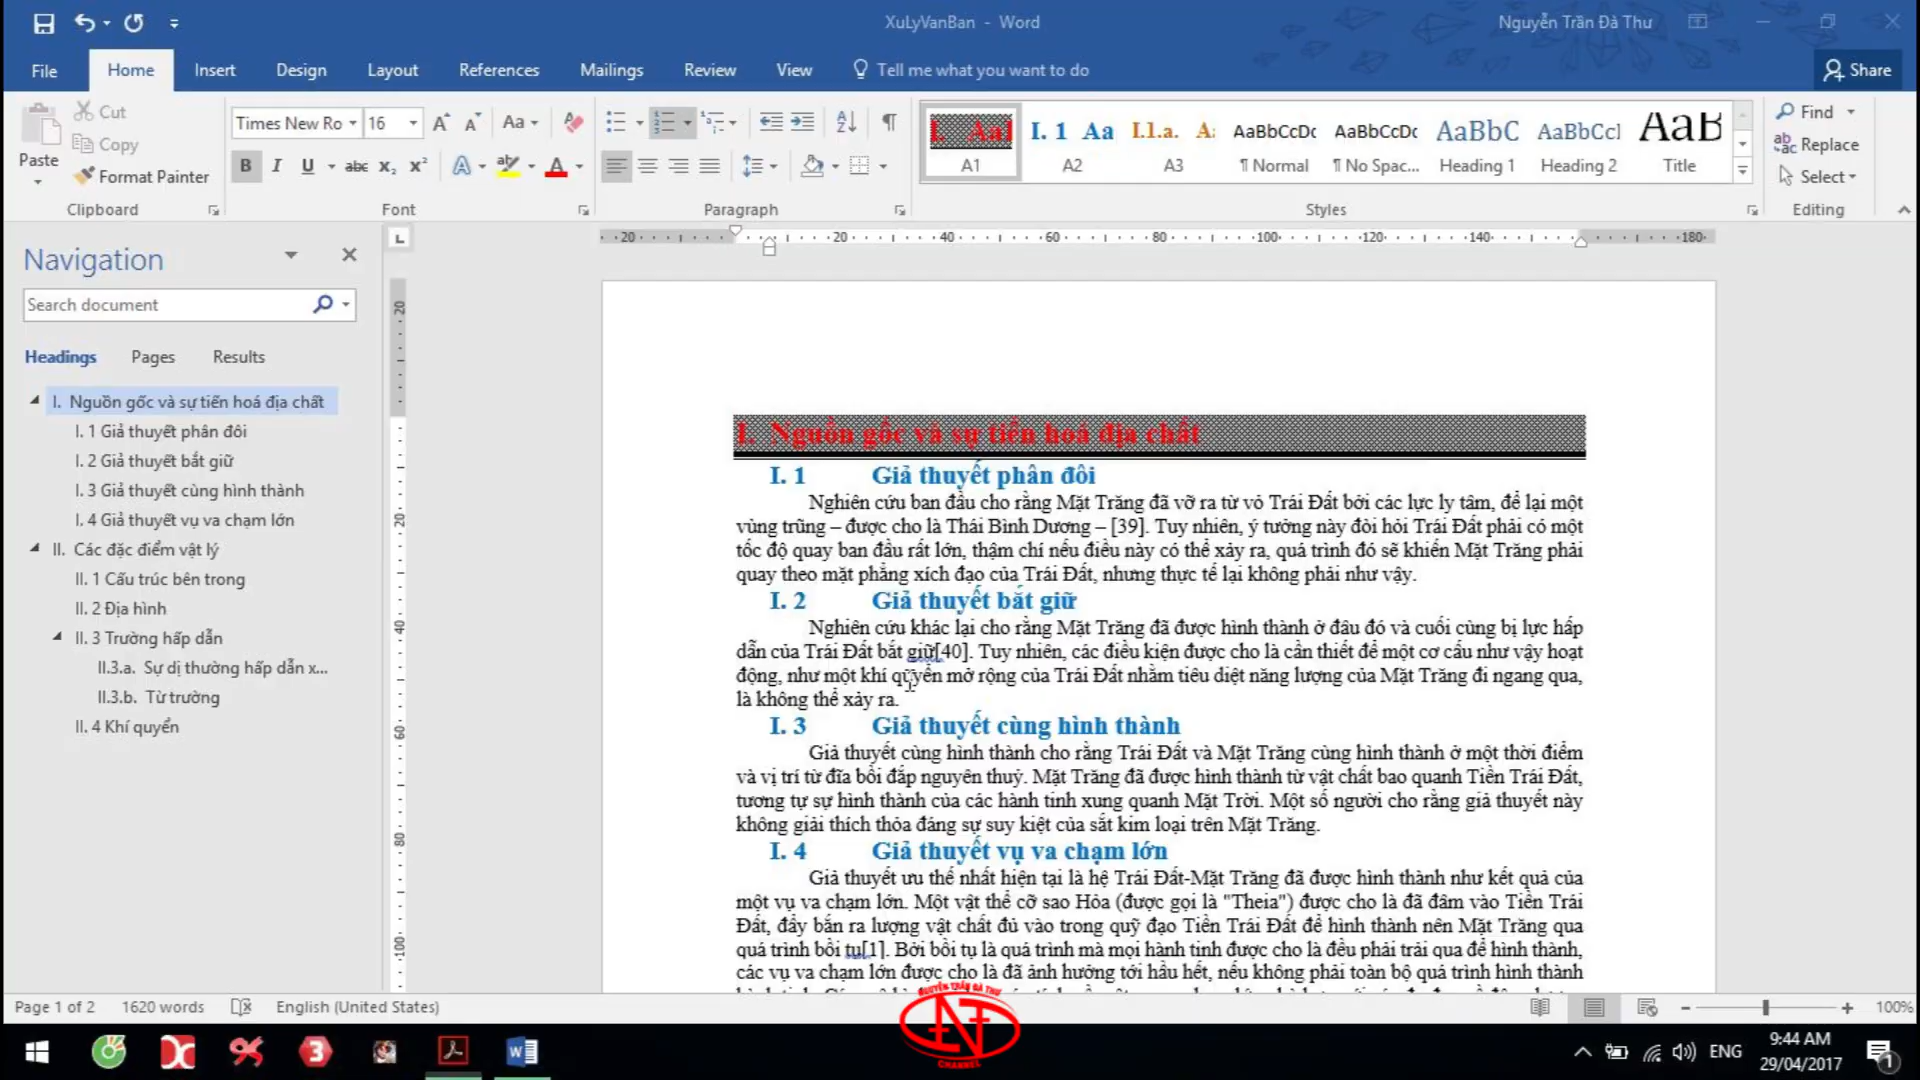 XuLyVanBan - Word
Nguyễn Trần Đà Thư
File Home Insert Design Layout References Mailings Review View Tell me what you want to do Share
Paste
Cut
Copy
Format Painter
Clipboard
Times New Ro 16
Font
Paragraph
A1 A2 A3 ¶ Normal ¶ No Spac... Heading 1 Heading 2 Title
Styles
Find
Replace
Select
Editing
Navigation
Search document
Headings Pages Results
I. Nguồn gốc và sự tiến hoá địa chất
I. 1 Giả thuyết phân đôi
I. 2 Giả thuyết bắt giữ
I. 3 Giả thuyết cùng hình thành
I. 4 Giả thuyết vụ va chạm lớn
II. Các đặc điểm vật lý
II. 1 Cấu trúc bên trong
II. 2 Địa hình
II. 3 Trường hấp dẫn
II.3.a. Sự dị thường hấp dẫn x...
II.3.b. Từ trường
II. 4 Khí quyển
I. Nguồn gốc và sự tiến hoá địa chất
I. 1 Giả thuyết phân đôi
Nghiên cứu ban đầu cho rằng Mặt Trăng đã vỡ ra từ vỏ Trái Đất bởi các lực ly tâm, để lại một
vùng trũng – được cho là Thái Bình Dương – [39]. Tuy nhiên, ý tưởng này đòi hỏi Trái Đất phải có một
tốc độ quay ban đầu rất lớn, thậm chí nếu điều này có thể xảy ra, quá trình đó sẽ khiến Mặt Trăng phải
quay theo mặt phẳng xích đạo của Trái Đất, nhưng thực tế lại không phải như vậy.
I. 2 Giả thuyết bắt giữ
Nghiên cứu khác lại cho rằng Mặt Trăng đã được hình thành ở đâu đó và cuối cùng bị lực hấp
dẫn của Trái Đất bắt giữ[40]. Tuy nhiên, các điều kiện được cho là cần thiết để một cơ cấu như vậy hoạt
động, như một khí quyển mở rộng của Trái Đất nhằm tiêu diệt năng lượng của Mặt Trăng đi ngang qua,
là không thể xảy ra.
I. 3 Giả thuyết cùng hình thành
Giả thuyết cùng hình thành cho rằng Trái Đất và Mặt Trăng cùng hình thành ở một thời điểm
và vị trí từ đĩa bồi đắp nguyên thuỷ. Mặt Trăng đã được hình thành từ vật chất bao quanh Tiền Trái Đất,
tương tự sự hình thành của các hành tinh xung quanh Mặt Trời. Một số người cho rằng giả thuyết này
không giải thích thỏa đáng sự suy kiệt của sắt kim loại trên Mặt Trăng.
I. 4 Giả thuyết vụ va chạm lớn
Giả thuyết ưu thế nhất hiện tại là hệ Trái Đất-Mặt Trăng đã được hình thành như kết quả của
một vụ va chạm lớn. Một vật thể cỡ sao Hỏa (được gọi là "Theia") được cho là đã đâm vào Tiền Trái
Đất, đẩy bắn ra lượng vật chất đủ vào trong quỹ đạo Tiền Trái Đất để hình thành nên Mặt Trăng qua
quá trình bồi tụ[1]. Bởi bồi tụ là quá trình mà mọi hành tinh được cho là đều phải trải qua để hình thành,
các vụ va chạm lớn được cho là đã ảnh hưởng tới hầu hết, nếu không phải toàn bộ quá trình hình thành
Page 1 of 2 1620 words English (United States) 100%
NGUYỄN TRẦN ĐÀ THƯ
CHANNEL
ENG
9:44 AM
29/04/2017